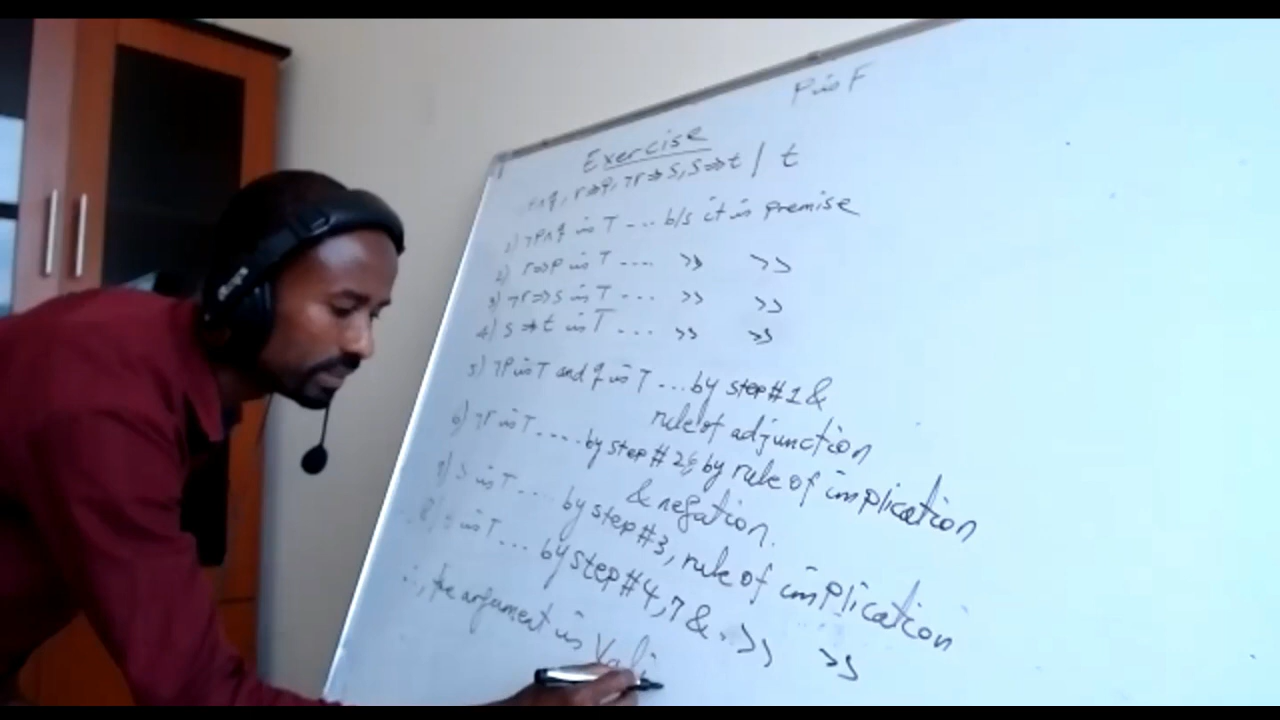 P is F
Exercise
¬P∧q, r⇒P, ¬r⇒s, s⇒t / t
1) ¬P∧q is T ... b/s it is premise
2) r⇒P is T .... >> >>
3) ¬r⇒s is T ... >> >>
4) s⇒t is T ... >> >>
5) ¬P is T and q is T ... by step #1 &
rule of adjunction
6) ¬r is T ..... by step #2 & by rule of implication
& negation.
7) s is T .... by step #3, rule of implication
8) t is T ... by step #4,7 & . >> >>
∴, the argument is Vali